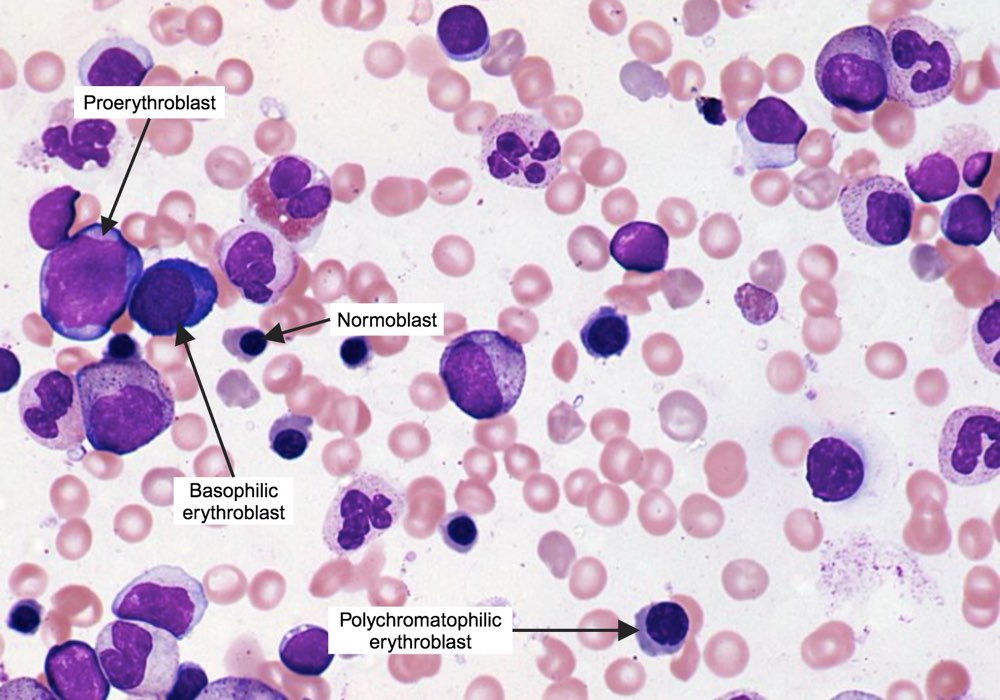 Proerythroblast
Normoblast
Basophilic
erythroblast
Polychromatophilic
erythroblast